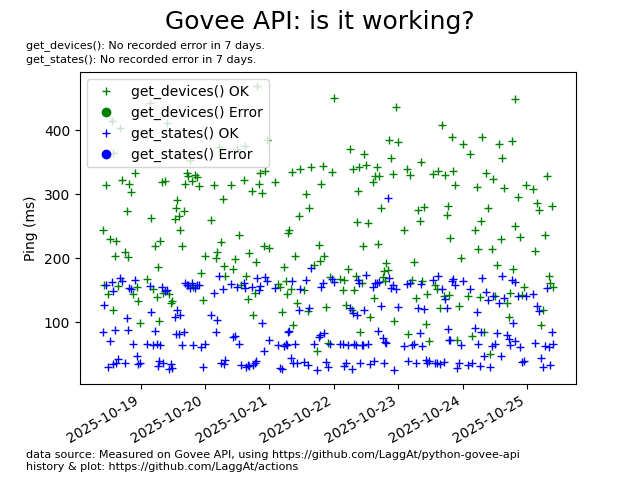 Govee API: is it working?
get_devices(): No recorded error in 7 days.
get_states(): No recorded error in 7 days.
get_devices() OK
get_devices() Error
get_states() OK
get_states() Error
Ping (ms)
400
300
200
100
2025-10-19
2025-10-20
2025-10-21
2025-10-22
2025-10-23
2025-10-24
2025-10-25
data source: Measured on Govee API, using https://github.com/LaggAt/python-govee-api
history & plot: https://github.com/LaggAt/actions